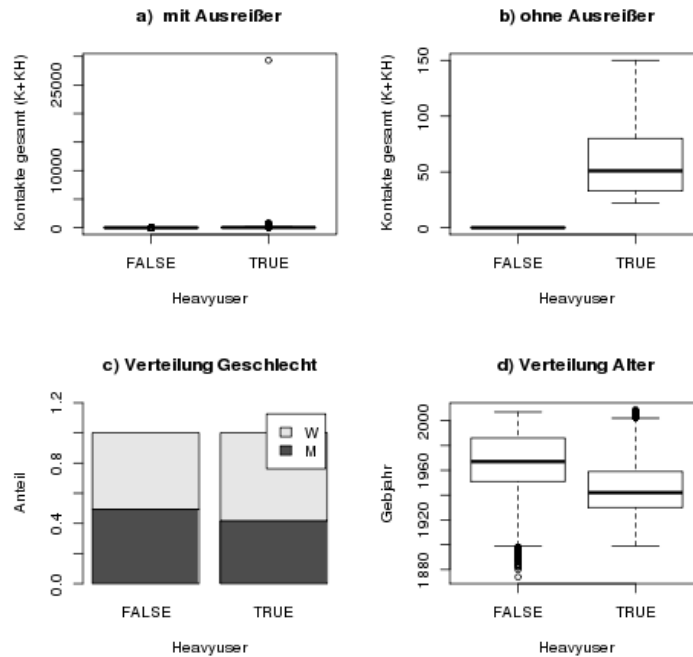 a) mit Ausreißer
Kontakte gesamt (K+KH)
25000
10000
0
FALSE
TRUE
Heavyuser
b) ohne Ausreißer
Kontakte gesamt (K+KH)
150
100
50
0
FALSE
TRUE
Heavyuser
c) Verteilung Geschlecht
Anteil
1.2
0.8
0.4
0.0
W
M
FALSE
TRUE
Heavyuser
d) Verteilung Alter
Gebjahr
2000
1960
1920
1880
FALSE
TRUE
Heavyuser